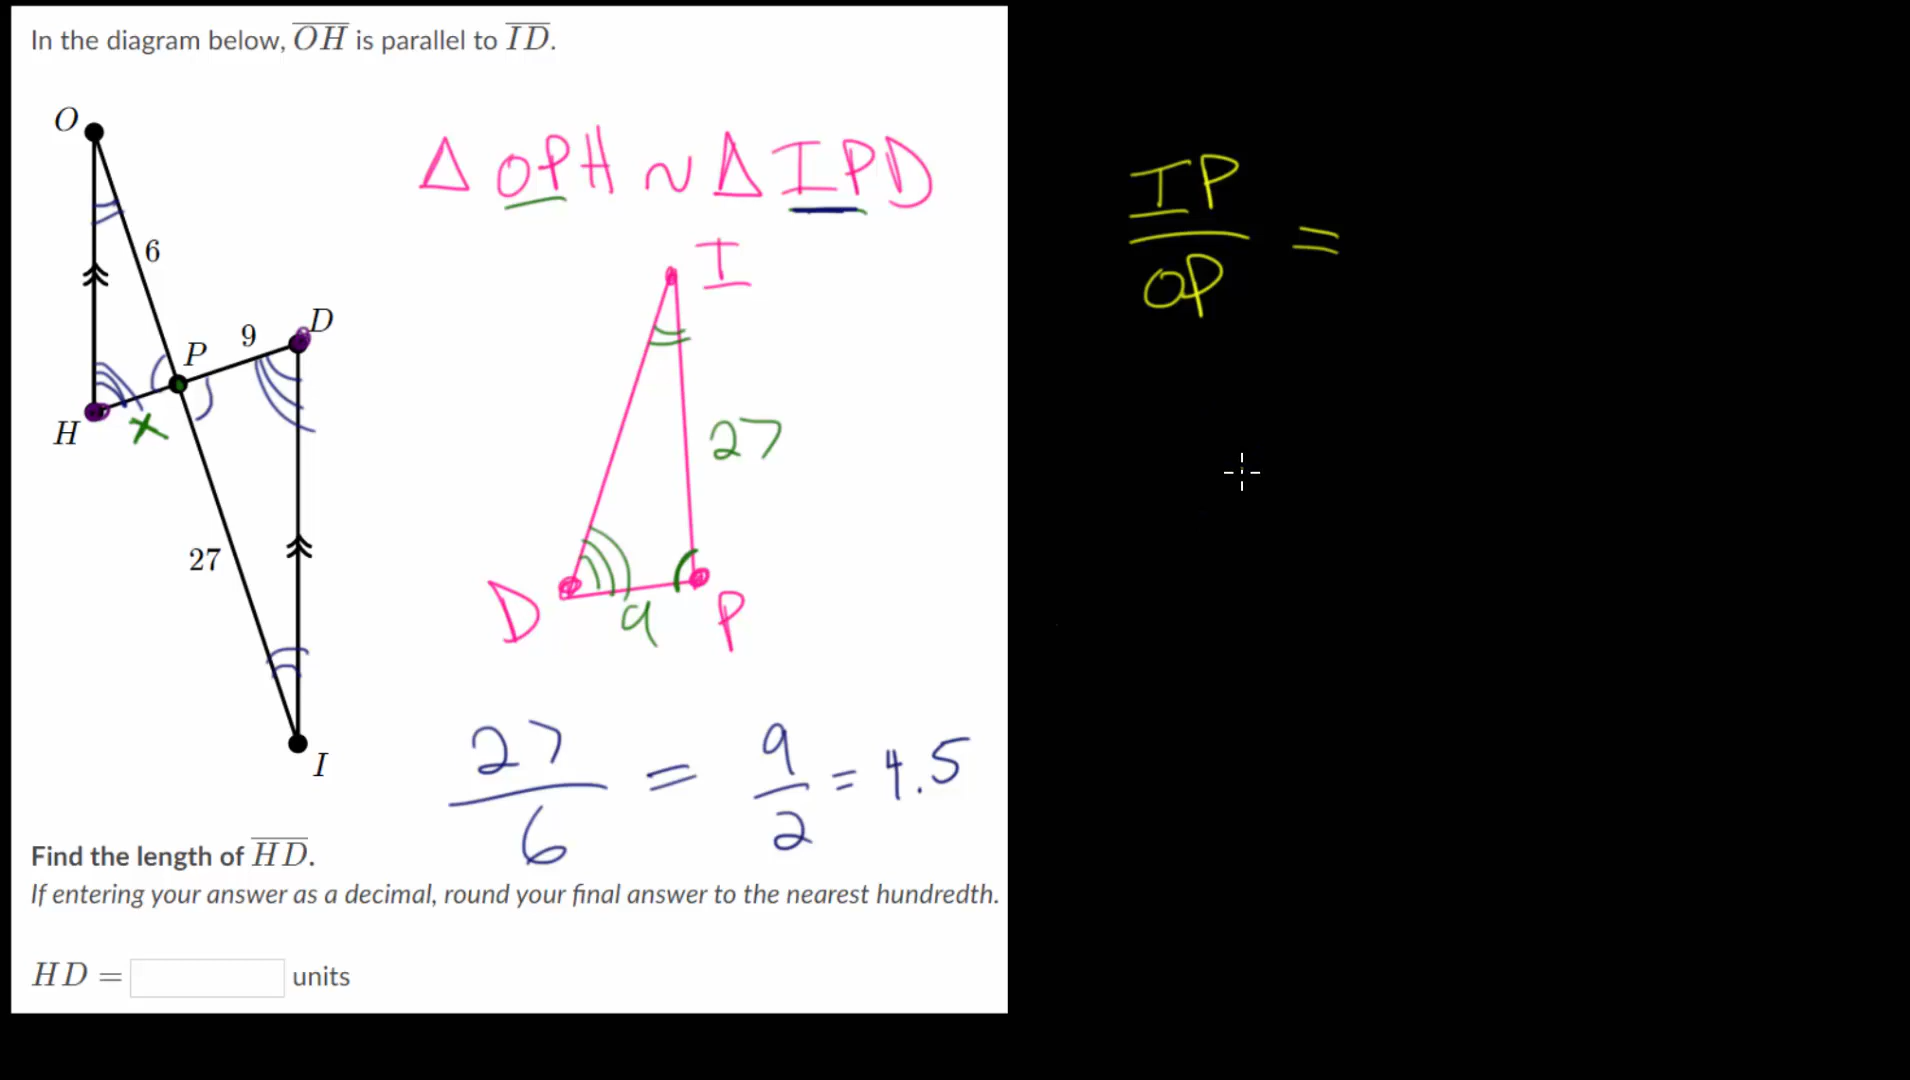 In the diagram below, OH is parallel to ID.
O
6
P
9
D
H
x
27
I
△OPH ~ △IPD
I
27
D
9
P
27/6 = 9/2 = 4.5
Find the length of HD.
If entering your answer as a decimal, round your final answer to the nearest hundredth.
HD = units
IP/OP =